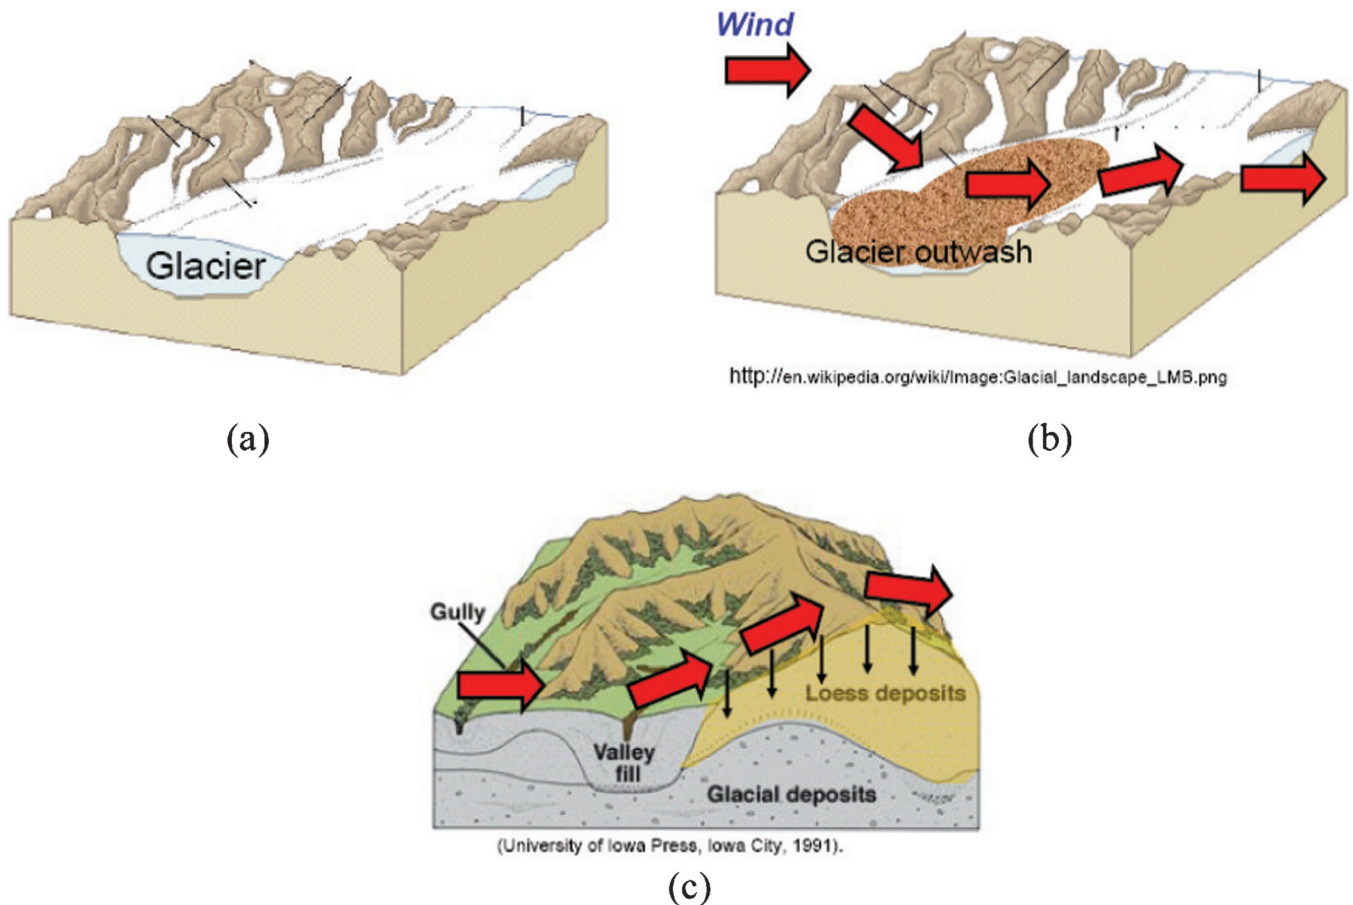 Wind
Glacier
Glacier outwash
http://en.wikipedia.org/wiki/Image:Glacial_landscape_LMB.png
(a)
(b)
Gully
Loess deposits
Valley
fill
Glacial deposits
(University of Iowa Press, Iowa City, 1991).
(c)